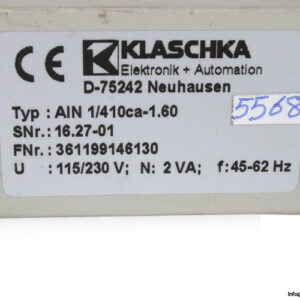 CE KLASCHKA
Elektronik + Automation
D-75242 Neuhausen
Typ : AIN 1/410ca-1.60
5568
SNr.: 16.27-01
FNr.: 361199146130
U : 115/230 V; N: 2 VA; f: 45-62 Hz